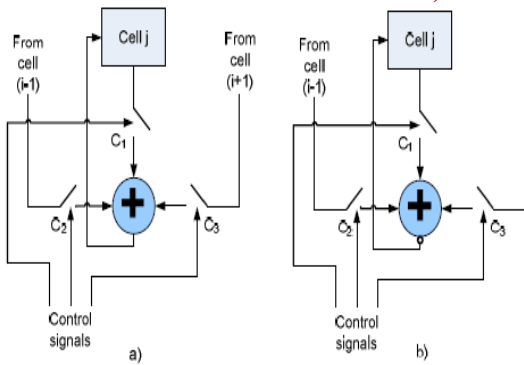 From
cell
(i-1)
Cell j
From
cell
(i+1)
C1
C2
C3
Control
signals
a)
From
cell
(i-1)
Cell j
C1
C2
C3
Control
signals
b)